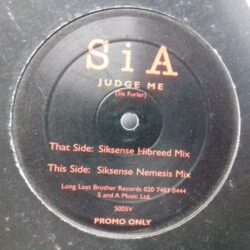 SiA
JUDGE ME
(Sia Furler)
That Side: Siksense Hibreed Mix
This Side: Siksense Nemesis Mix
Long Lost Brother Records 020 7483 0444
S and A Music Ltd.
S005V
PROMO ONLY